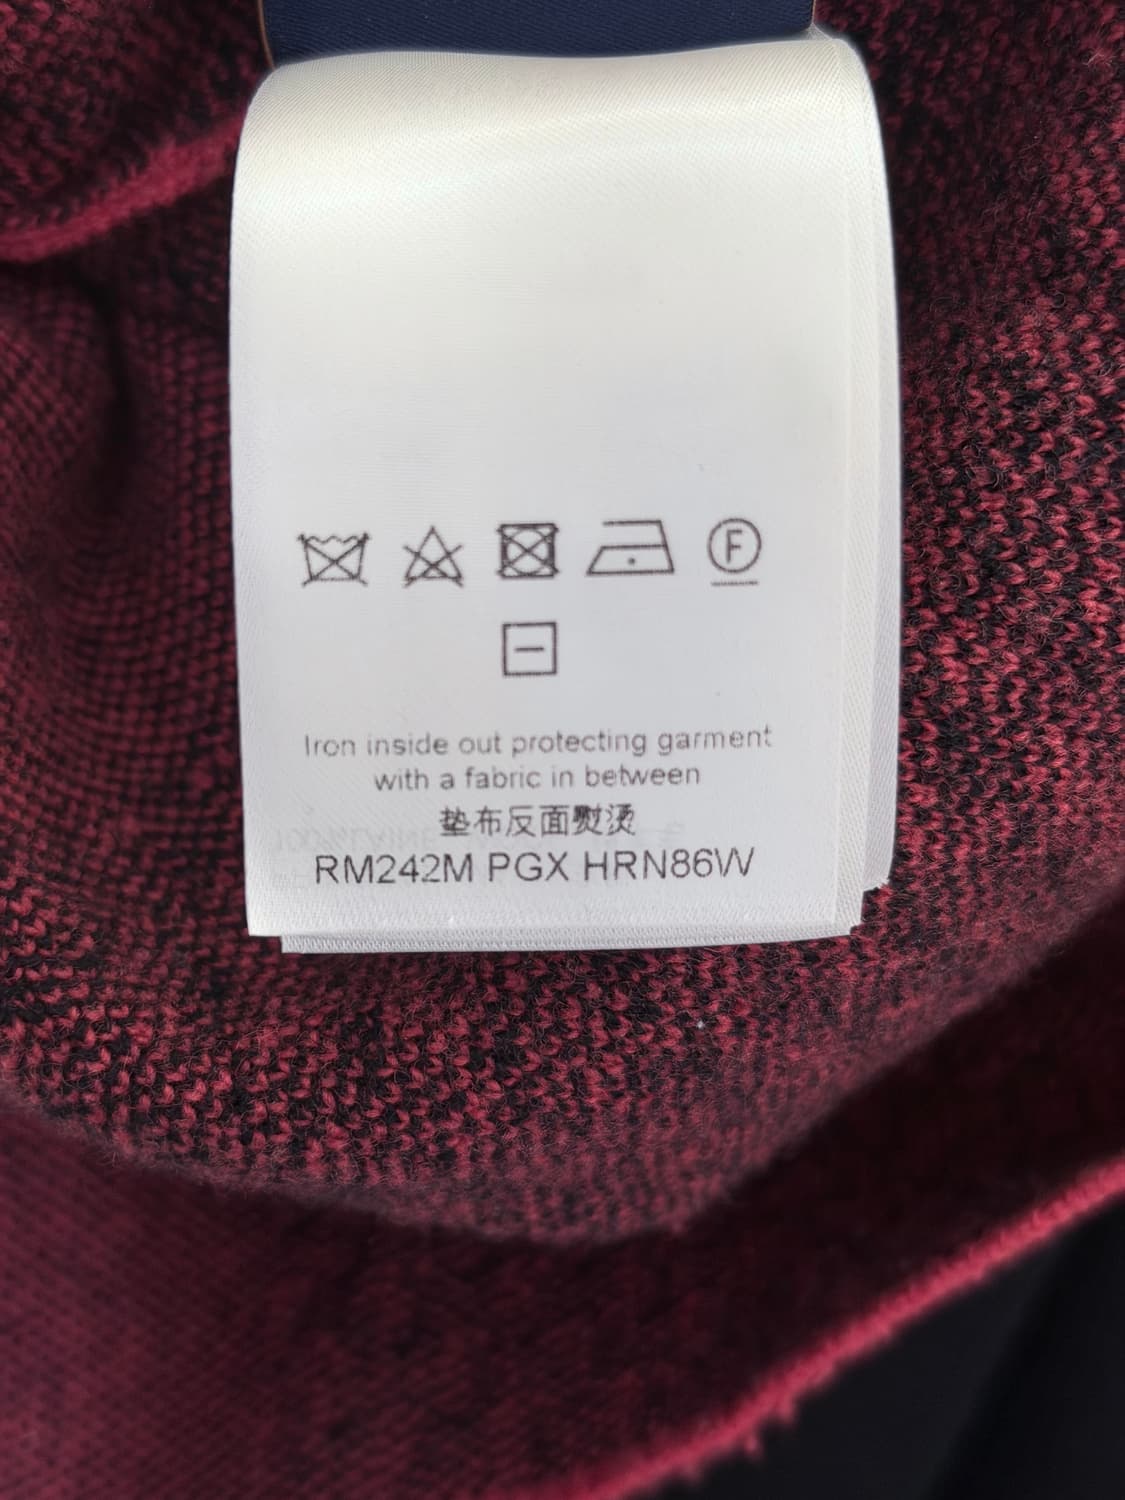 F
Iron inside out protecting garment
with a fabric in between
垫布反面熨烫
RM242M PGX HRN86W